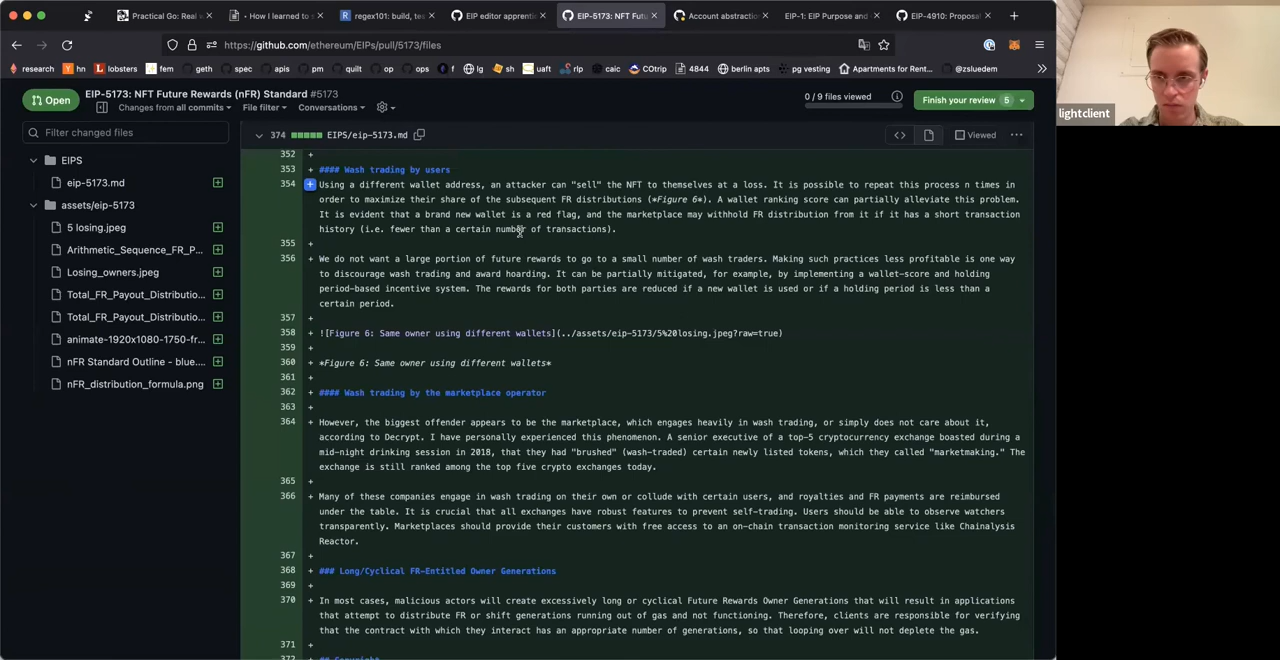 Practical Go: Real w
- How I learned to s
regex101: build, tes
EIP editor apprenti
EIP-5173: NFT Futu
Account abstractio
EIP-1: EIP Purpose and
EIP-4910: Proposal
https://github.com/ethereum/EIPs/pull/5173/files
research
hn
lobsters
fem
geth
spec
apis
pm
quilt
op
ops
f
lg
sh
uaft
rlp
caic
COtrip
4844
berlin apts
pg vesting
Apartments for Rent...
@zsluedem
Open
EIP-5173: NFT Future Rewards (nFR) Standard #5173
Changes from all commits
File filter
Conversations
0 / 9 files viewed
Finish your review 5
Filter changed files
EIPS
eip-5173.md
assets/eip-5173
5 losing.jpeg
Arithmetic_Sequence_FR_P...
Losing_owners.jpeg
Total_FR_Payout_Distributio...
Total_FR_Payout_Distributio...
animate-1920x1080-1750-fr...
nFR Standard Outline - blue....
nFR_distribution_formula.png
374 EIPS/eip-5173.md
Viewed
352 +
353 + #### Wash trading by users
354 + Using a different wallet address, an attacker can "sell" the NFT to themselves at a loss. It is possible to repeat this process n times in
order to maximize their share of the subsequent FR distributions (*Figure 6*). A wallet ranking score can partially alleviate this problem.
It is evident that a brand new wallet is a red flag, and the marketplace may withhold FR distribution from it if it has a short transaction
history (i.e. fewer than a certain number of transactions).
355 +
356 + We do not want a large portion of future rewards to go to a small number of wash traders. Making such practices less profitable is one way
to discourage wash trading and award hoarding. It can be partially mitigated, for example, by implementing a wallet-score and holding
period-based incentive system. The rewards for both parties are reduced if a new wallet is used or if a holding period is less than a
certain period.
357 +
358 + ![Figure 6: Same owner using different wallets](../assets/eip-5173/5%20losing.jpeg?raw=true)
359 +
360 + *Figure 6: Same owner using different wallets*
361 +
362 + #### Wash trading by the marketplace operator
363 +
364 + However, the biggest offender appears to be the marketplace, which engages heavily in wash trading, or simply does not care about it,
according to Decrypt. I have personally experienced this phenomenon. A senior executive of a top-5 cryptocurrency exchange boasted during a
mid-night drinking session in 2018, that they had "brushed" (wash-traded) certain newly listed tokens, which they called "marketmaking." The
exchange is still ranked among the top five crypto exchanges today.
365 +
366 + Many of these companies engage in wash trading on their own or collude with certain users, and royalties and FR payments are reimbursed
under the table. It is crucial that all exchanges have robust features to prevent self-trading. Users should be able to observe watchers
transparently. Marketplaces should provide their customers with free access to an on-chain transaction monitoring service like Chainalysis
Reactor.
367 +
368 + ### Long/Cyclical FR-Entitled Owner Generations
369 +
370 + In most cases, malicious actors will create excessively long or cyclical Future Rewards Owner Generations that will result in applications
that attempt to distribute FR or shift generations running out of gas and not functioning. Therefore, clients are responsible for verifying
that the contract with which they interact has an appropriate number of generations, so that looping over will not deplete the gas.
371 +
372 + ## Copyright
lightclient